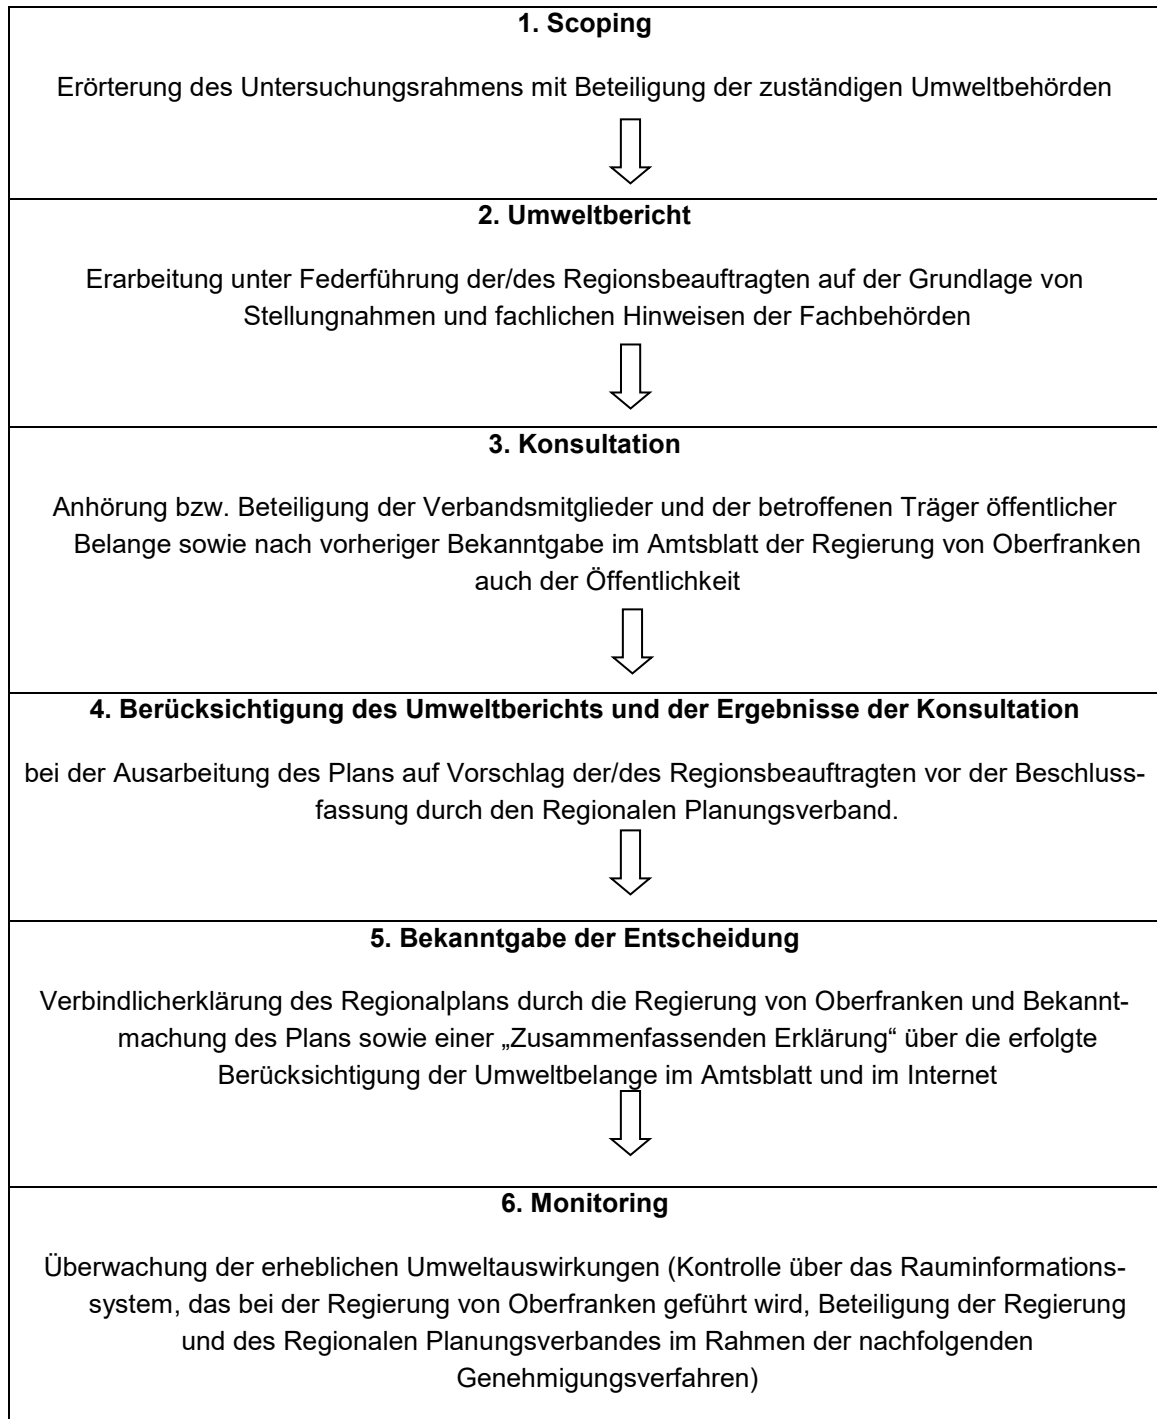 1. Scoping
Erörterung des Untersuchungsrahmens mit Beteiligung der zuständigen Umweltbehörden
2. Umweltbericht
Erarbeitung unter Federführung der/des Regionsbeauftragten auf der Grundlage von
Stellungnahmen und fachlichen Hinweisen der Fachbehörden
3. Konsultation
Anhörung bzw. Beteiligung der Verbandsmitglieder und der betroffenen Träger öffentlicher
Belange sowie nach vorheriger Bekanntgabe im Amtsblatt der Regierung von Oberfranken
auch der Öffentlichkeit
4. Berücksichtigung des Umweltberichts und der Ergebnisse der Konsultation
bei der Ausarbeitung des Plans auf Vorschlag der/des Regionsbeauftragten vor der Beschluss-
fassung durch den Regionalen Planungsverband.
5. Bekanntgabe der Entscheidung
Verbindlicherklärung des Regionalplans durch die Regierung von Oberfranken und Bekannt-
machung des Plans sowie einer „Zusammenfassenden Erklärung“ über die erfolgte
Berücksichtigung der Umweltbelange im Amtsblatt und im Internet
6. Monitoring
Überwachung der erheblichen Umweltauswirkungen (Kontrolle über das Rauminformations-
system, das bei der Regierung von Oberfranken geführt wird, Beteiligung der Regierung
und des Regionalen Planungsverbandes im Rahmen der nachfolgenden
Genehmigungsverfahren)